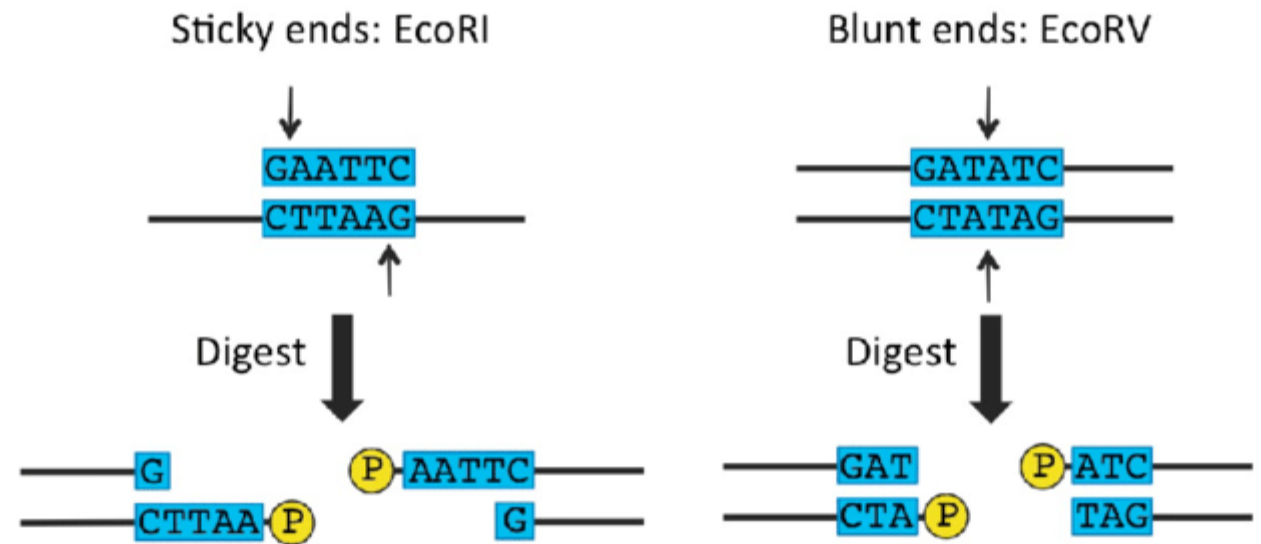 Sticky ends: EcoRI
GAATTC
CTTAAG
Digest
G
P AATTC
CTTAA P
G
Blunt ends: EcoRV
GATATC
CTATAG
Digest
GAT
P ATC
CTA P
TAG